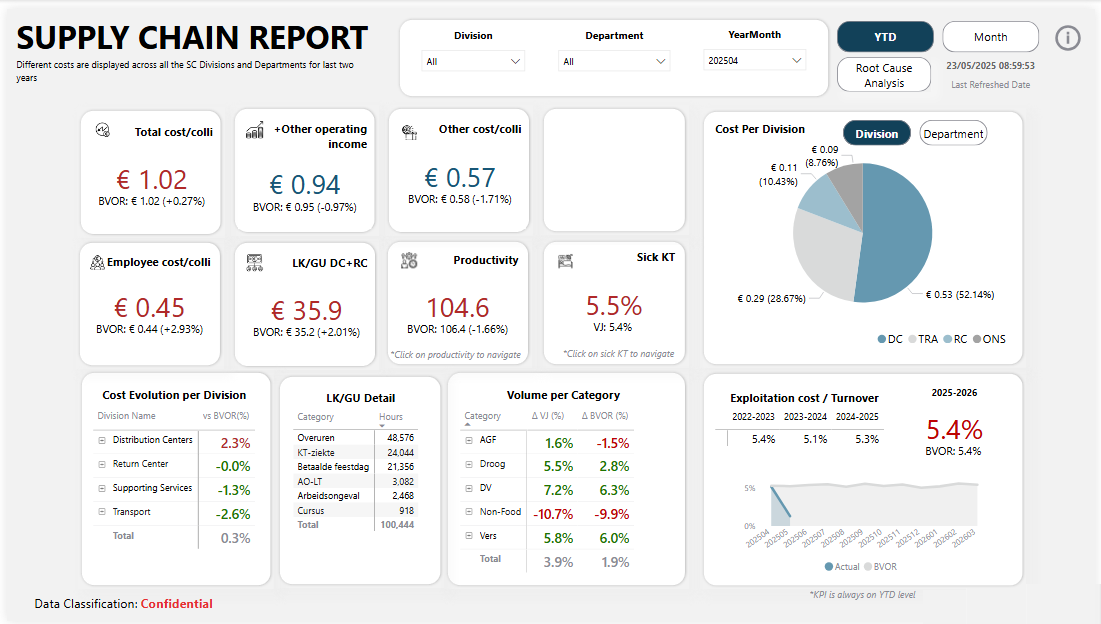 SUPPLY CHAIN REPORT
Different costs are displayed across all the SC Divisions and Departments for last two
years
Division
All
Department
All
YearMonth
202504
YTD
Month
Root Cause
Analysis
23/05/2025 08:59:53
Last Refreshed Date
Total cost/colli
€ 1.02
BVOR: € 1.02 (+0.27%)
+Other operating
income
€ 0.94
BVOR: € 0.95 (-0.97%)
Other cost/colli
€ 0.57
BVOR: € 0.58 (-1.71%)
Employee cost/colli
€ 0.45
BVOR: € 0.44 (+2.93%)
LK/GU DC+RC
€ 35.9
BVOR: € 35.2 (+2.01%)
Productivity
104.6
BVOR: 106.4 (-1.66%)
*Click on productivity to navigate
Sick KT
5.5%
VJ: 5.4%
*Click on sick KT to navigate
Cost Per Division
Division
Department
€ 0.09
(8.76%)
€ 0.11
(10.43%)
€ 0.29 (28.67%)
€ 0.53 (52.14%)
DC TRA RC ONS
Cost Evolution per Division
Division Name vs BVOR(%)
Distribution Centers 2.3%
Return Center -0.0%
Supporting Services -1.3%
Transport -2.6%
Total 0.3%
LK/GU Detail
Category Hours
Overuren 48,576
KT-ziekte 24,044
Betaalde feestdag 21,356
AO-LT 3,082
Arbeidsongeval 2,468
Cursus 918
Total 100,444
Volume per Category
Category Δ VJ (%) Δ BVOR (%)
AGF 1.6% -1.5%
Droog 5.5% 2.8%
DV 7.2% 6.3%
Non-Food -10.7% -9.9%
Vers 5.8% 6.0%
Total 3.9% 1.9%
Exploitation cost / Turnover
2022-2023 2023-2024 2024-2025
5.4% 5.1% 5.3%
2025-2026
5.4%
BVOR: 5.4%
5%
0%
202504 202505 202506 202507 202508 202509 202510 202511 202512 202601 202602 202603
Actual BVOR
*KPI is always on YTD level
Data Classification: Confidential